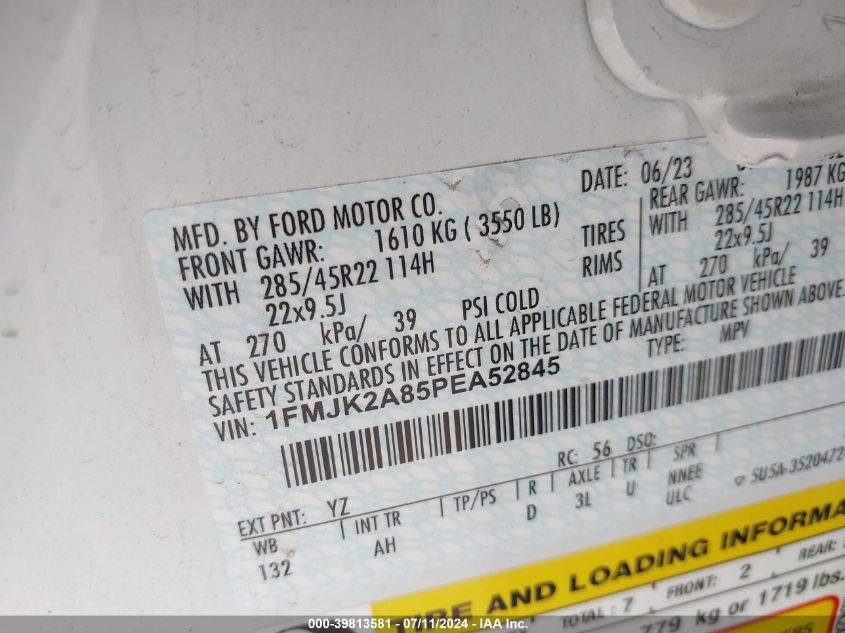 DATE: 06/23
MFD. BY FORD MOTOR CO.
FRONT GAWR: 1610 KG ( 3550 LB)
REAR GAWR: 1987 KG
WITH 285/45R22 114H TIRES
WITH 285/45R22 114H
22x9.5J RIMS
22x9.5J
AT 270 kPa/ 39 PSI COLD
AT 270 kPa/ 39
THIS VEHICLE CONFORMS TO ALL APPLICABLE FEDERAL MOTOR VEHICLE
SAFETY STANDARDS IN EFFECT ON THE DATE OF MANUFACTURE SHOWN ABOVE.
VIN: 1FMJK2A85PEA52845
TYPE: MPV
RC: 56 DSO:
EXT PNT: YZ
WB INT TR TP/PS R AXLE TR SPR
132 AH D 3L U NNEE
ULC
5U5A-3520472
TIRE AND LOADING INFORMA
TOTAL: 7 FRONT: 2 REAR:
779 kg or 1719 lbs.
000-39813581 - 07/11/2024 - IAA Inc.